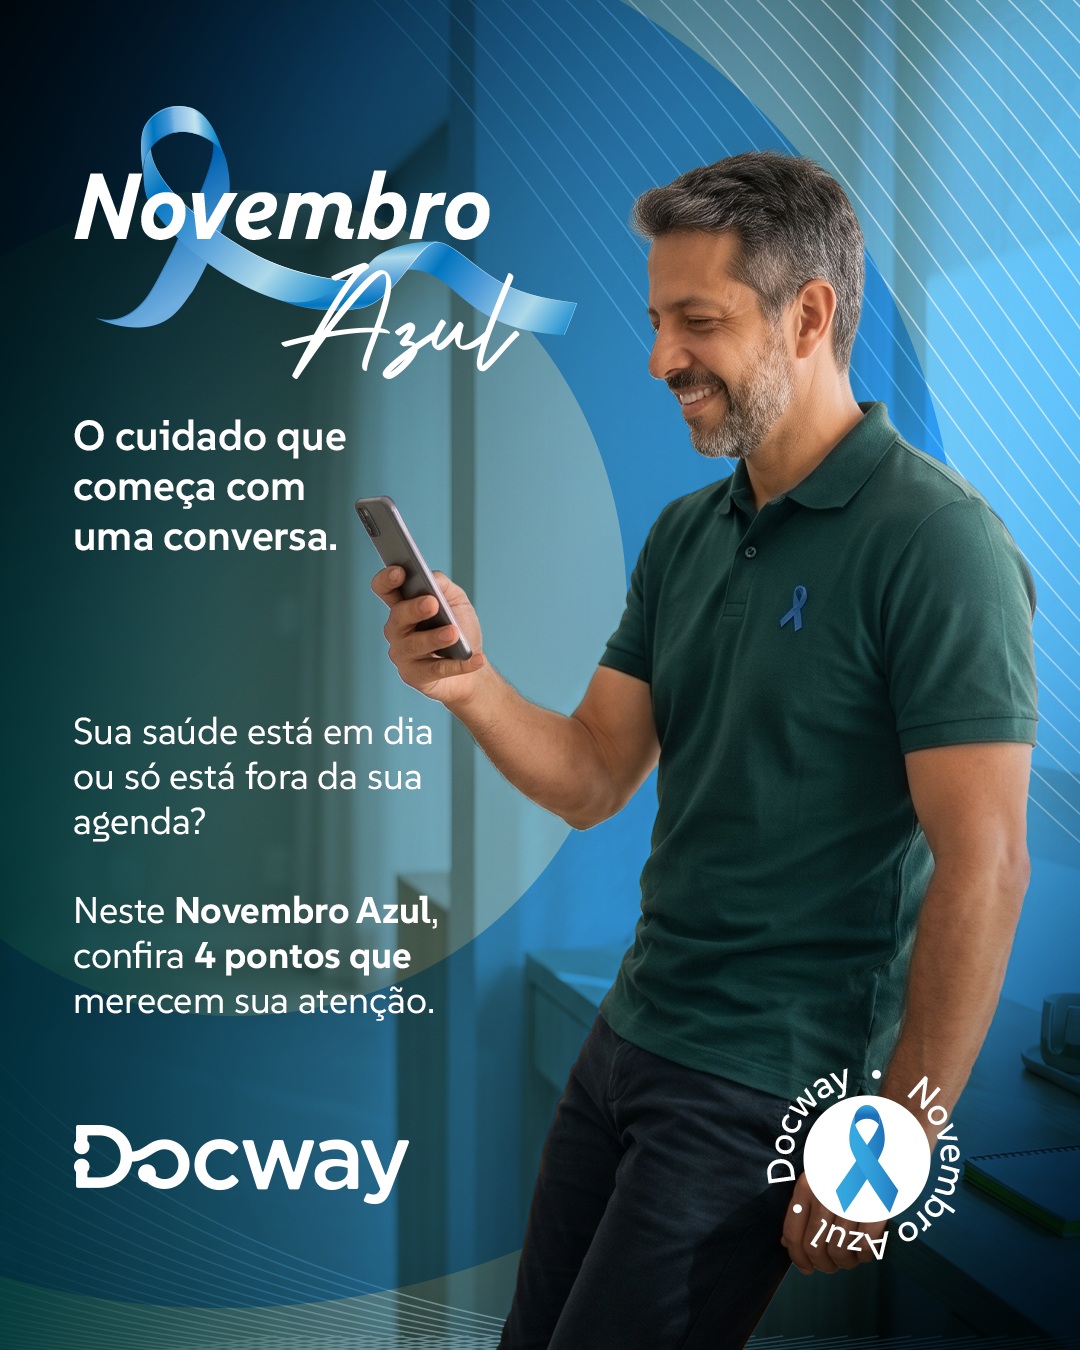 Novembro
Azul
O cuidado que
começa com
uma conversa.
Sua saúde está em dia
ou só está fora da sua
agenda?
Neste Novembro Azul,
confira 4 pontos que
merecem sua atenção.
Docway
Docway • Novembro Azul •